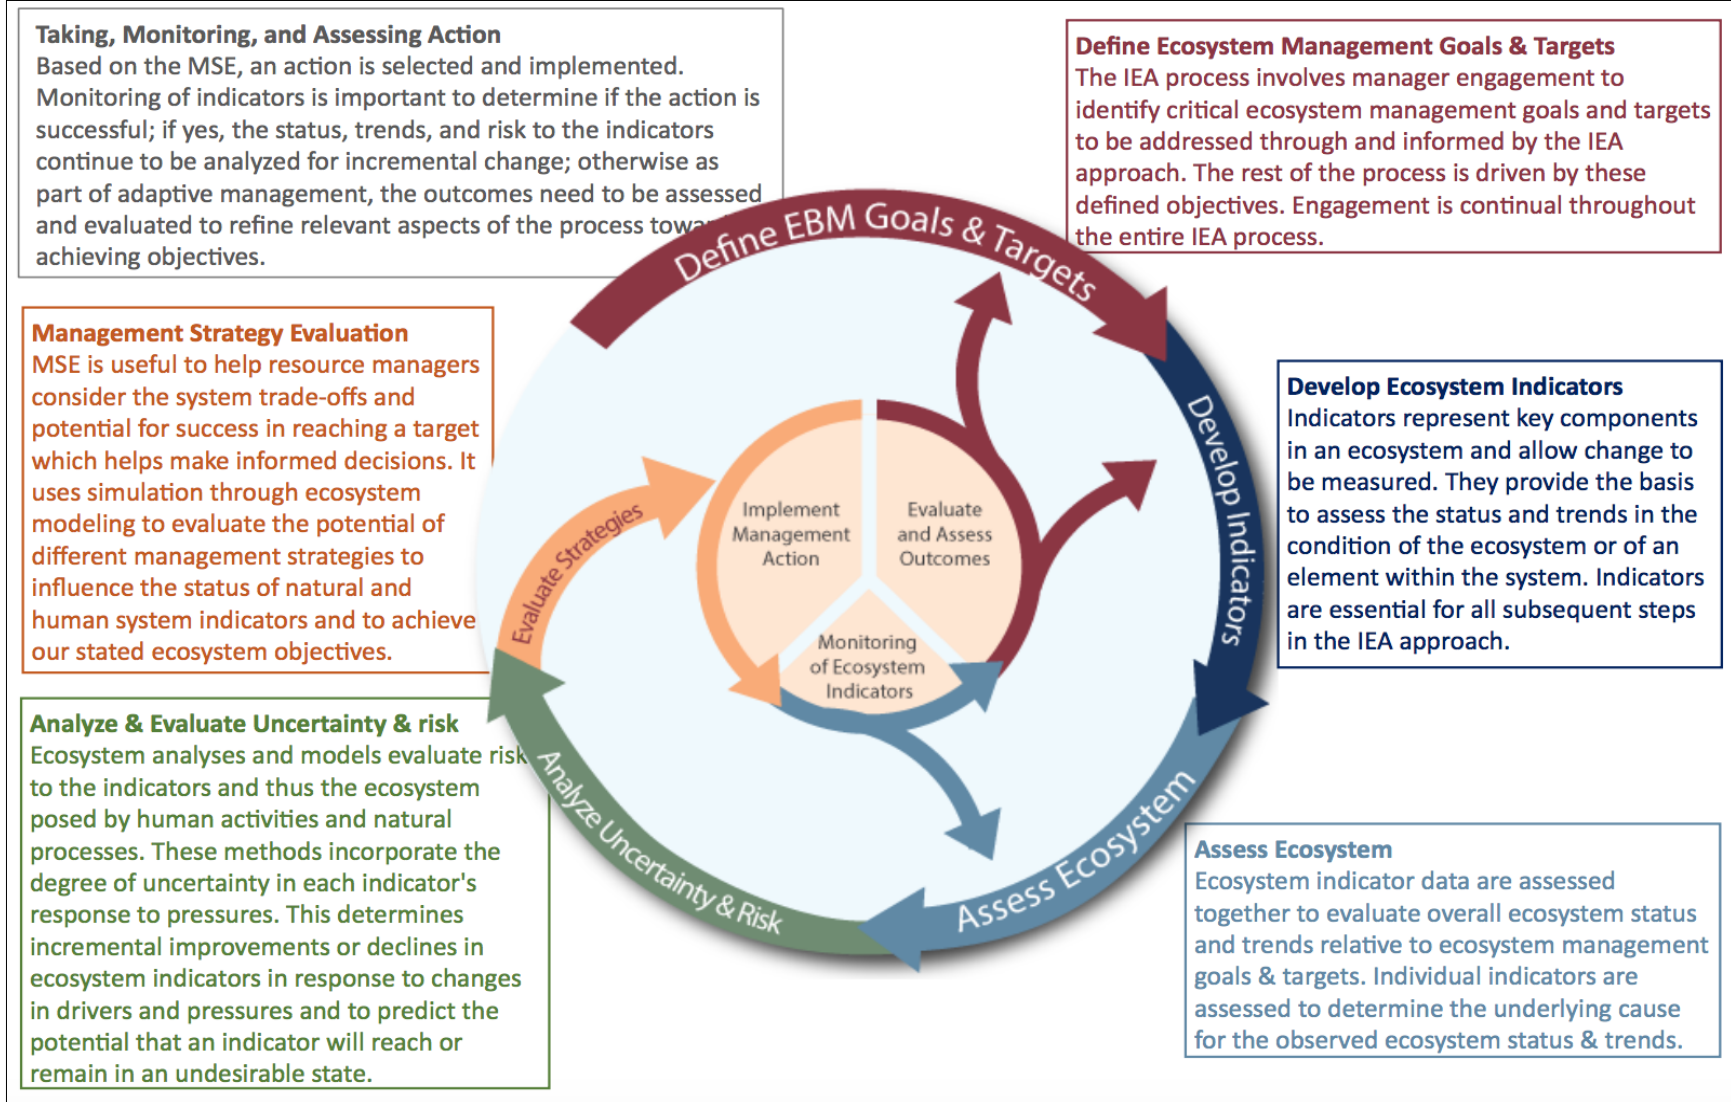 Taking, Monitoring, and Assessing Action
Based on the MSE, an action is selected and implemented.
Monitoring of indicators is important to determine if the action is
successful; if yes, the status, trends, and risk to the indicators
continue to be analyzed for incremental change; otherwise as
part of adaptive management, the outcomes need to be assessed
and evaluated to refine relevant aspects of the process
achieving objectives.
Define Ecosystem Management Goals & Targets
The IEA process involves manager engagement to
identify critical ecosystem management goals and targets
to be addressed through and informed by the IEA
approach. The rest of the process is driven by these
defined objectives. Engagement is continual throughout
the entire IEA process.
Management Strategy Evaluation
MSE is useful to help resource managers
consider the system trade-offs and
potential for success in reaching a target
which helps make informed decisions. It
uses simulation through ecosystem
modeling to evaluate the potential of
different management strategies to
influence the status of natural and
human system indicators and to achieve
our stated ecosystem objectives.
Develop Ecosystem Indicators
Indicators represent key components
in an ecosystem and allow change to
be measured. They provide the basis
to assess the status and trends in the
condition of the ecosystem or of an
element within the system. Indicators
are essential for all subsequent steps
in the IEA approach.
Analyze & Evaluate Uncertainty & risk
Ecosystem analyses and models evaluate risk
to the indicators and thus the ecosystem
posed by human activities and natural
processes. These methods incorporate the
degree of uncertainty in each indicator's
response to pressures. This determines
incremental improvements or declines in
ecosystem indicators in response to changes
in drivers and pressures and to predict the
potential that an indicator will reach or
remain in an undesirable state.
Assess Ecosystem
Ecosystem indicator data are assessed
together to evaluate overall ecosystem status
and trends relative to ecosystem management
goals & targets. Individual indicators are
assessed to determine the underlying cause
for the observed ecosystem status & trends.
Define EBM Goals & Targets
Develop Indicators
Assess Ecosystem
Analyze Uncertainty & Risk
Evaluate Strategies
Implement
Management
Action
Evaluate
and Assess
Outcomes
Monitoring
of Ecosystem
Indicators